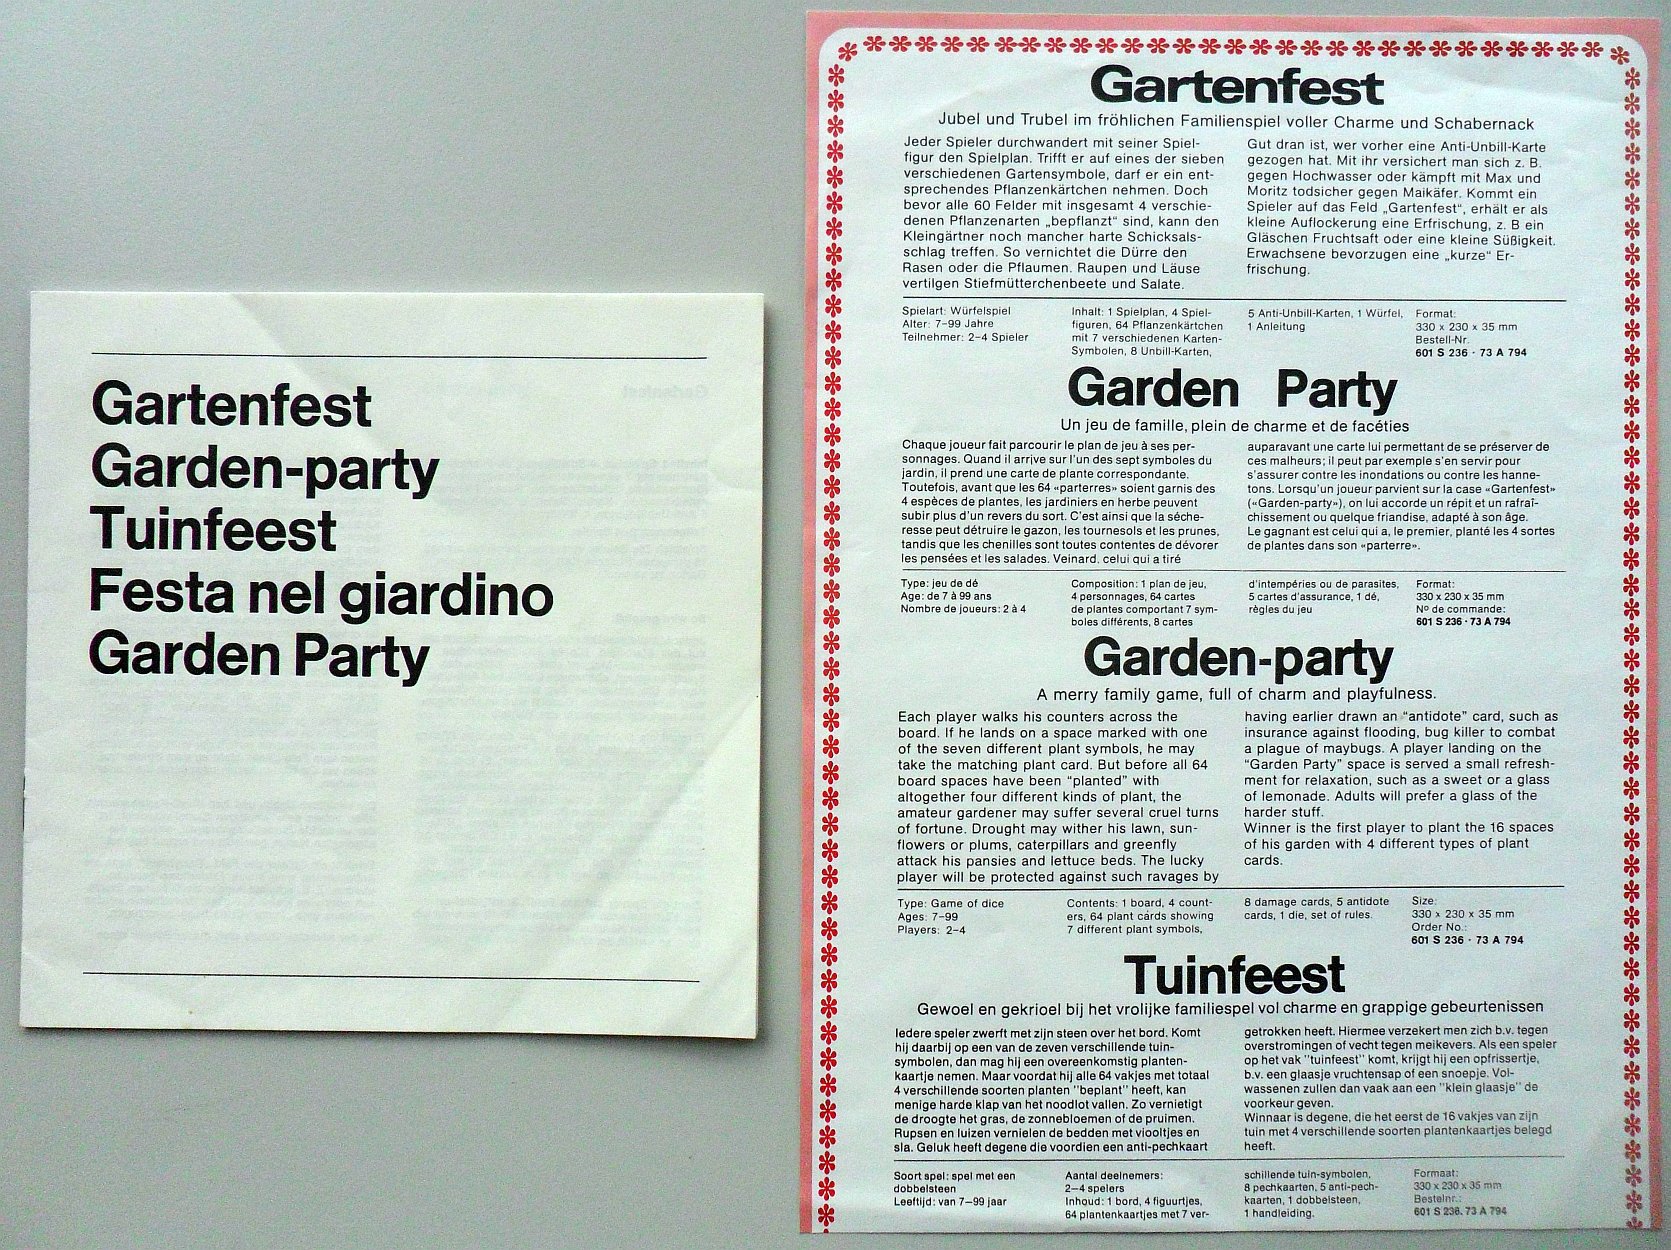 Gartenfest
Garden-party
Tuinfeest
Festa nel giardino
Garden Party
Gartenfest
Jubel und Trubel im fröhlichen Familienspiel voller Charme und Schabernack
Jeder Spieler durchwandert mit seiner Spiel-
figur den Spielplan. Trifft er auf eines der sieben
verschiedenen Gartensymbole, darf er ein ent-
sprechendes Pflanzenkärtchen nehmen. Doch
bevor alle 60 Felder mit insgesamt 4 verschie-
denen Pflanzenarten „bepflanzt“ sind, kann den
Kleingärtner noch mancher harte Schicksals-
schlag treffen. So vernichtet die Dürre den
Rasen oder die Pflaumen. Raupen und Läuse
vertilgen Stiefmütterchenbeete und Salate.
Gut dran ist, wer vorher eine Anti-Unbill-Karte
gezogen hat. Mit ihr versichert man sich z. B.
gegen Hochwasser oder kämpft mit Max und
Moritz todsicher gegen Maikäfer. Kommt ein
Spieler auf das Feld „Gartenfest“, erhält er als
kleine Auflockerung eine Erfrischung, z. B ein
Gläschen Fruchtsaft oder eine kleine Süßigkeit.
Erwachsene bevorzugen eine „kurze“ Er-
frischung.
Spielart: Würfelspiel
Alter: 7–99 Jahre
Teilnehmer: 2–4 Spieler
Inhalt: 1 Spielplan, 4 Spiel-
figuren, 64 Pflanzenkärtchen
mit 7 verschiedenen Karten-
Symbolen, 8 Unbill-Karten,
5 Anti-Unbill-Karten, 1 Würfel,
1 Anleitung
Format:
330 x 230 x 35 mm
Bestell-Nr.
601 S 236 · 73 A 794
Garden Party
Un jeu de famille, plein de charme et de facéties
Chaque joueur fait parcourir le plan de jeu à ses per-
sonnages. Quand il arrive sur l'un des sept symboles du
jardin, il prend une carte de plante correspondante.
Toutefois, avant que les 64 «parterres» soient garnis des
4 espèces de plantes, les jardiniers en herbe peuvent
subir plus d'un revers du sort. C'est ainsi que la séche-
resse peut détruire le gazon, les tournesols et les prunes,
tandis que les chenilles sont toutes contentes de dévorer
les pensées et les salades. Veinard, celui qui a tiré
auparavant une carte lui permettant de se préserver de
ces malheurs; il peut par exemple s'en servir pour
s'assurer contre les inondations ou contre les hanne-
tons. Lorsqu'un joueur parvient sur la case «Gartenfest»
(«Garden-party»), on lui accorde un répit et un rafraî-
chissement ou quelque friandise, adapté à son âge.
Le gagnant est celui qui a, le premier, planté les 4 sortes
de plantes dans son «parterre».
Type: jeu de dé
Age: de 7 à 99 ans
Nombre de joueurs: 2 à 4
Composition: 1 plan de jeu,
4 personnages, 64 cartes
de plantes comportant 7 sym-
boles différents, 8 cartes
d'intempéries ou de parasites,
5 cartes d'assurance, 1 dé,
règles du jeu
Format:
330 x 230 x 35 mm
Nº de commande:
601 S 236 · 73 A 794
Garden-party
A merry family game, full of charm and playfulness.
Each player walks his counters across the
board. If he lands on a space marked with one
of the seven different plant symbols, he may
take the matching plant card. But before all 64
board spaces have been “planted” with
altogether four different kinds of plant, the
amateur gardener may suffer several cruel turns
of fortune. Drought may wither his lawn, sun-
flowers or plums, caterpillars and greenfly
attack his pansies and lettuce beds. The lucky
player will be protected against such ravages by
having earlier drawn an “antidote” card, such as
insurance against flooding, bug killer to combat
a plague of maybugs. A player landing on the
“Garden Party” space is served a small refresh-
ment for relaxation, such as a sweet or a glass
of lemonade. Adults will prefer a glass of the
harder stuff.
Winner is the first player to plant the 16 spaces
of his garden with 4 different types of plant
cards.
Type: Game of dice
Ages: 7–99
Players: 2–4
Contents: 1 board, 4 count-
ers, 64 plant cards showing
7 different plant symbols,
8 damage cards, 5 antidote
cards, 1 die, set of rules.
Size:
330 x 230 x 35 mm
Order No.:
601 S 236 · 73 A 794
Tuinfeest
Gewoel en gekrioel bij het vrolijke familiespel vol charme en grappige gebeurtenissen
Iedere speler zwerft met zijn steen over het bord. Komt
hij daarbij op een van de zeven verschillende tuin-
symbolen, dan mag hij een overeenkomstig planten-
kaartje nemen. Maar voordat hij alle 64 vakjes met totaal
4 verschillende soorten planten "beplant" heeft, kan
menige harde klap van het noodlot vallen. Zo vernietigt
de droogte het gras, de zonnebloemen of de pruimen.
Rupsen en luizen vernielen de bedden met viooltjes en
sla. Geluk heeft degene die voordien een anti-pechkaart
getrokken heeft. Hiermee verzekert men zich b.v. tegen
overstromingen of vecht tegen meikevers. Als een speler
op het vak "tuinfeest" komt, krijgt hij een opfrissertje,
b.v. een glaasje vruchtensap of een snoepje. Vol-
wassenen zullen dan vaak aan een "klein glaasje" de
voorkeur geven.
Winnaar is degene, die het eerst de 16 vakjes van zijn
tuin met 4 verschillende soorten plantenkaartjes belegd
heeft.
Soort spel: spel met een
dobbelsteen
Leeftijd: van 7–99 jaar
Aantal deelnemers:
2–4 spelers
Inhoud: 1 bord, 4 figuurtjes,
64 plantenkaartjes met 7 ver-
schillende tuin-symbolen,
8 pechkaarten, 5 anti-pech-
kaarten, 1 dobbelsteen,
1 handleiding.
Formaat:
330 x 230 x 35 mm
Bestelnr.:
601 S 236. 73 A 794